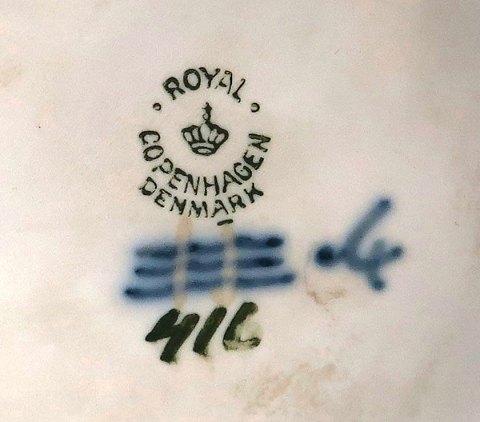 ROYAL
COPENHAGEN
DENMARK
416